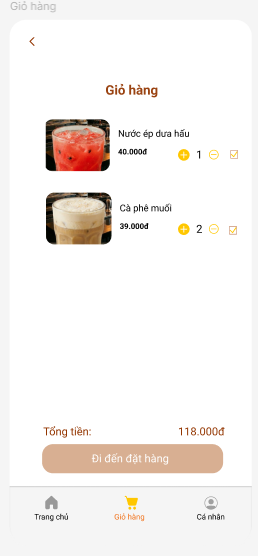 Giỏ hàng
Giỏ hàng
Nước ép dưa hấu
40.000đ
1
Cà phê muối
39.000đ
2
Tổng tiền: 118.000đ
Đi đến đặt hàng
Trang chủ Giỏ hàng Cá nhân